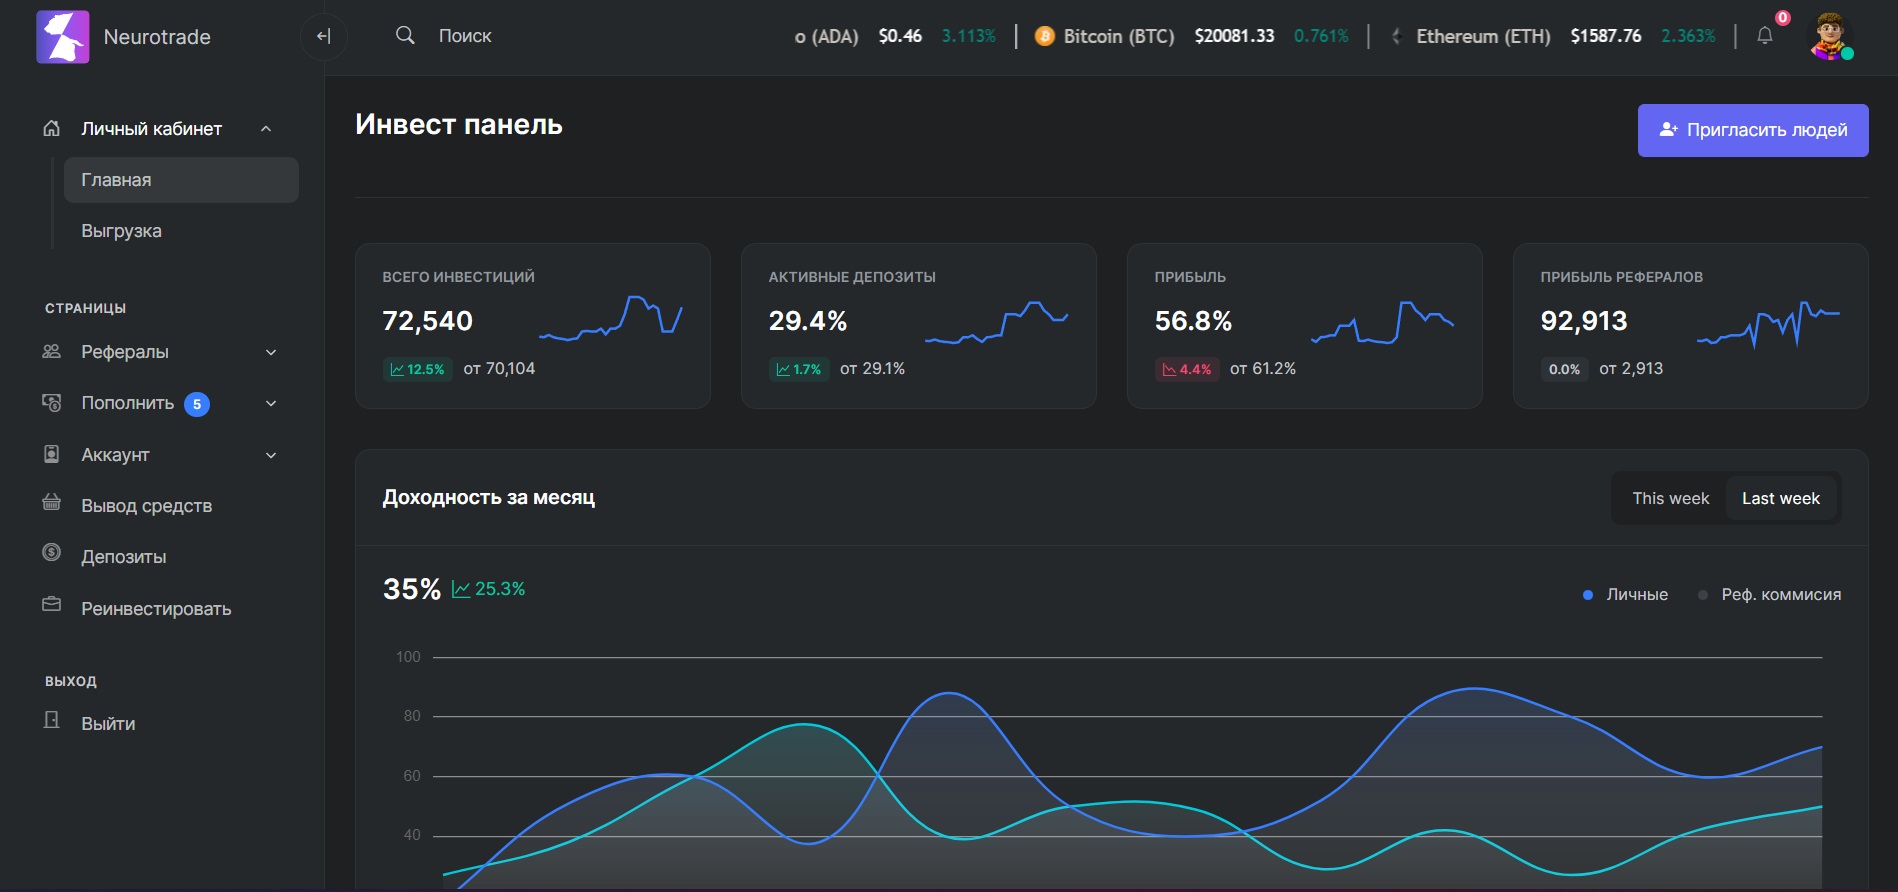 Neurotrade
Поиск
o (ADA) $0.46 3.113% | Bitcoin (BTC) $20081.33 0.761% | Ethereum (ETH) $1587.76 2.363% |
0
Личный кабинет
Главная
Выгрузка
СТРАНИЦЫ
Рефералы
Пополнить 5
Аккаунт
Вывод средств
Депозиты
Реинвестировать
ВЫХОД
Выйти
Инвест панель
Пригласить людей
ВСЕГО ИНВЕСТИЦИЙ
72,540
12.5% от 70,104
АКТИВНЫЕ ДЕПОЗИТЫ
29.4%
1.7% от 29.1%
ПРИБЫЛЬ
56.8%
4.4% от 61.2%
ПРИБЫЛЬ РЕФЕРАЛОВ
92,913
0.0% от 2,913
Доходность за месяц
This week Last week
35% 25.3%
Личные Реф. коммисия
100
80
60
40